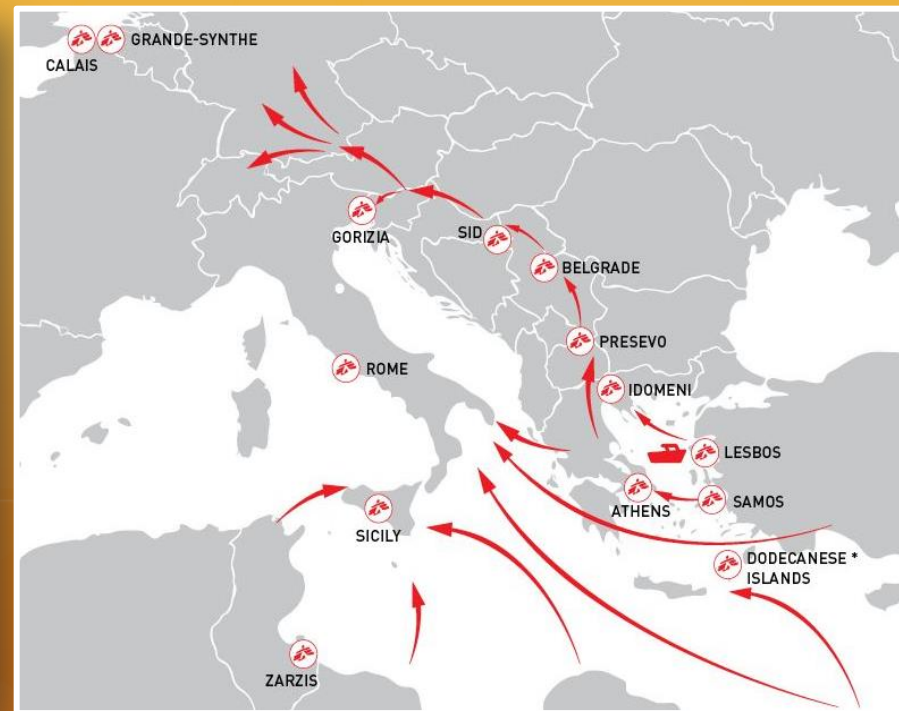 GRANDE-SYNTHE
CALAIS
GORIZIA
SID
BELGRADE
PRESEVO
ROME
IDOMENI
LESBOS
ATHENS
SAMOS
SICILY
DODECANESE *
ISLANDS
ZARZIS